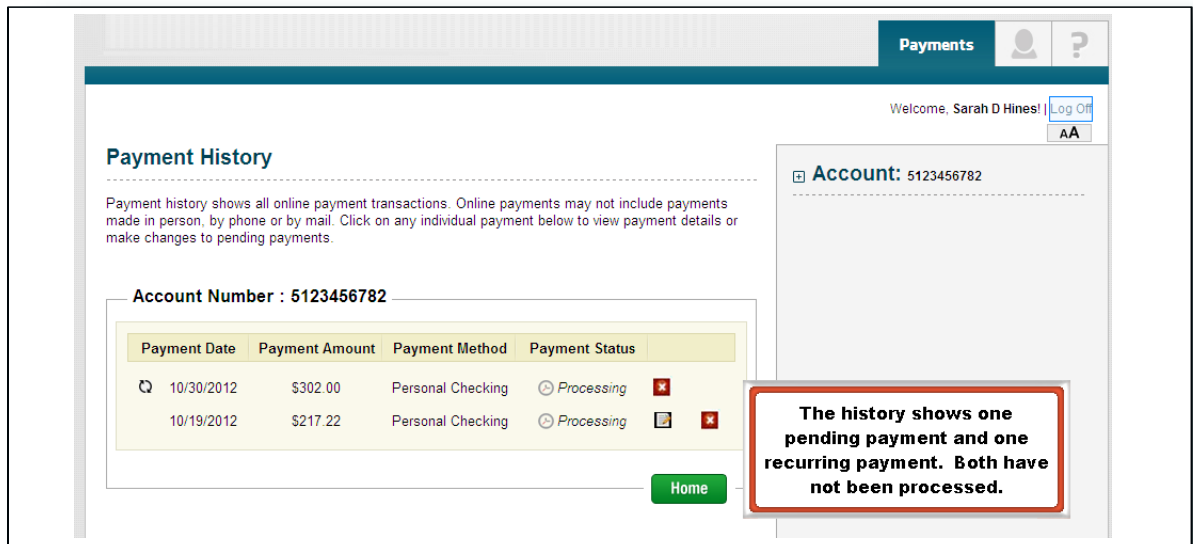 Payments
?
Welcome, Sarah D Hines! | Log Off
AA
Payment History
Account: 5123456782
Payment history shows all online payment transactions. Online payments may not include payments
made in person, by phone or by mail. Click on any individual payment below to view payment details or
make changes to pending payments.
Account Number : 5123456782
Payment Date Payment Amount Payment Method Payment Status
10/30/2012 $302.00 Personal Checking Processing
10/19/2012 $217.22 Personal Checking Processing
The history shows one
pending payment and one
recurring payment. Both have
not been processed.
Home